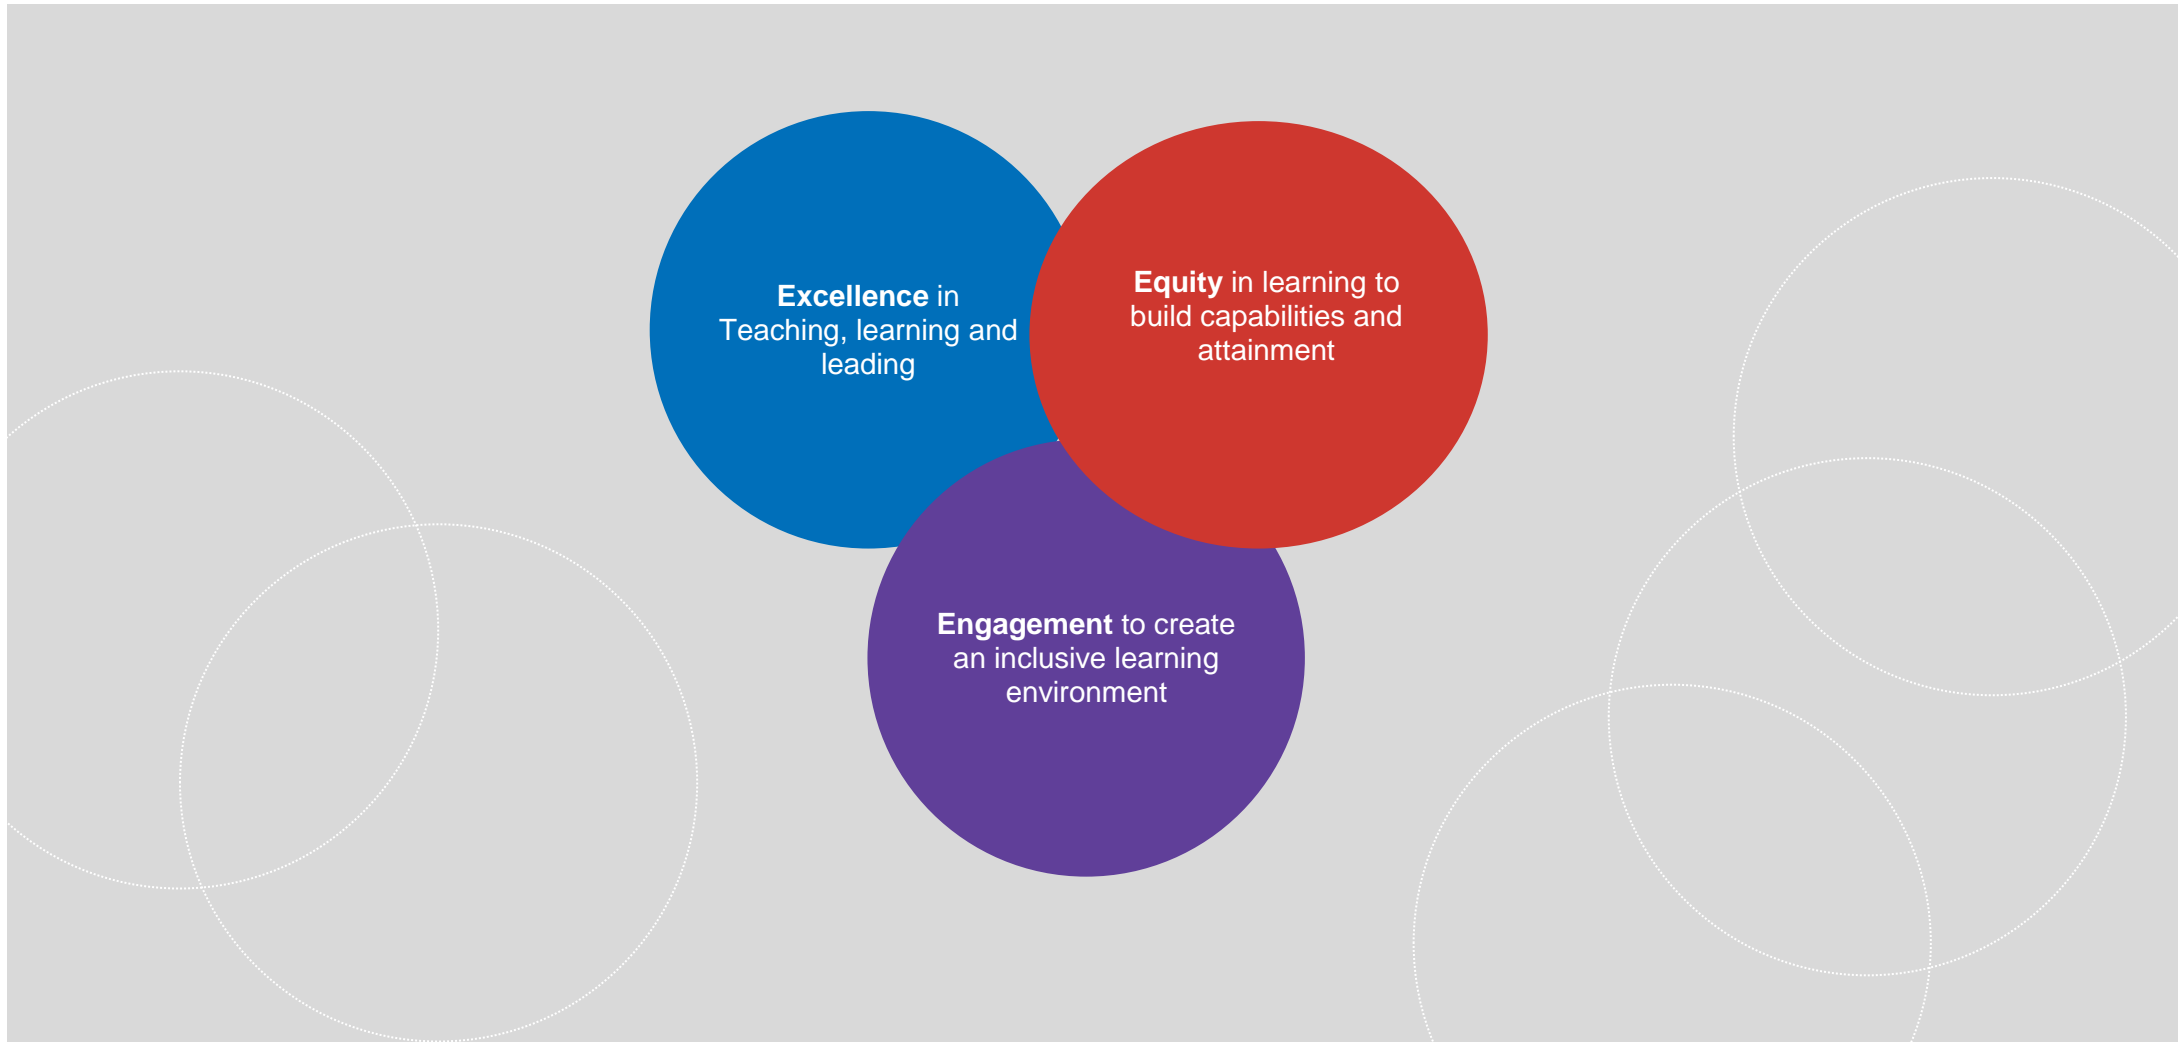 Excellence in
Teaching, learning and
leading
Equity in learning to
build capabilities and
attainment
Engagement to create
an inclusive learning
environment